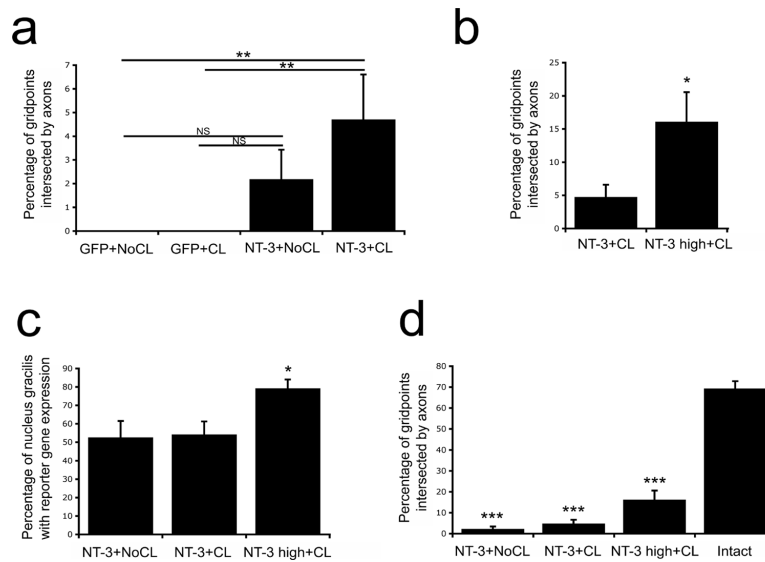 a
Percentage of gridpoints
intersected by axons
7
6
5
4
3
2
1
0
**
**
NS
NS
GFP+NoCL GFP+CL NT-3+NoCL NT-3+CL
b
Percentage of gridpoints
intersected by axons
25
20
15
10
5
0
*
NT-3+CL NT-3 high+CL
c
Percentage of nucleus gracilis
with reporter gene expression
90
80
70
60
50
40
30
20
10
0
*
NT-3+NoCL NT-3+CL NT-3 high+CL
d
Percentage of gridpoints
intersected by axons
80
70
60
50
40
30
20
10
0
***
***
***
NT-3+NoCL NT-3+CL NT-3 high+CL Intact